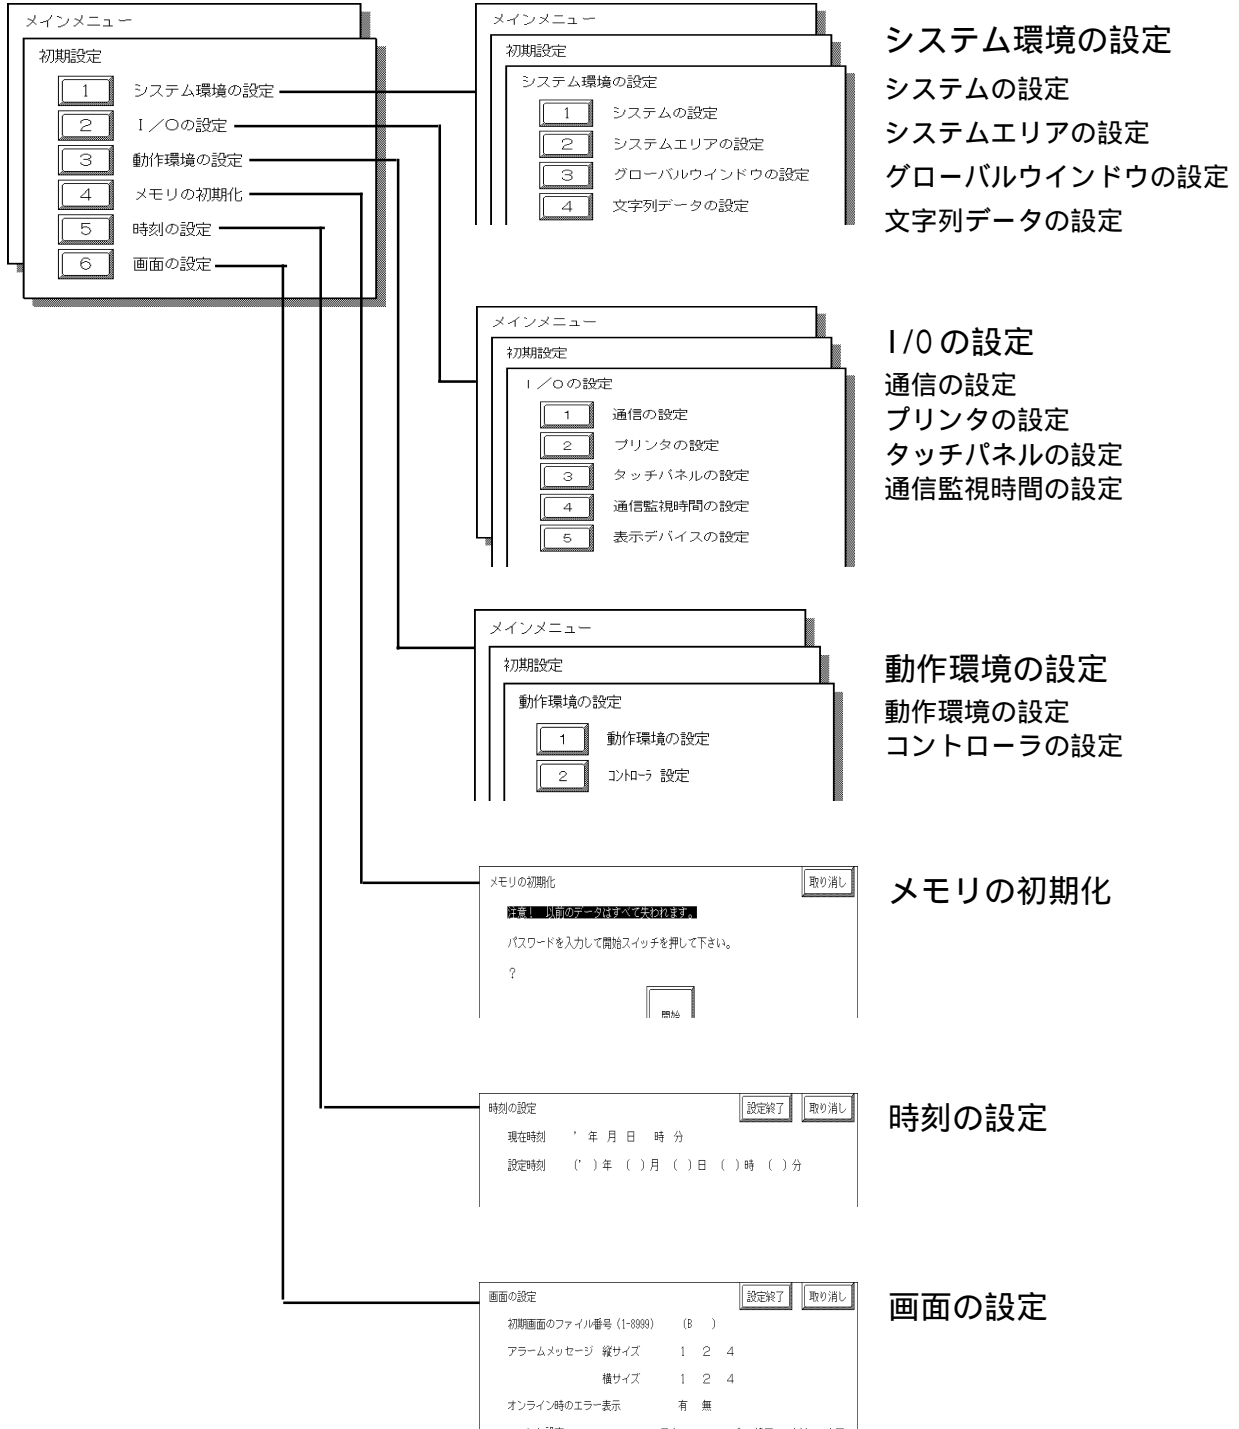 メインメニュー
初期設定
1 システム環境の設定
2 I/Oの設定
3 動作環境の設定
4 メモリの初期化
5 時刻の設定
6 画面の設定
メインメニュー
初期設定
システム環境の設定
1 システムの設定
2 システムエリアの設定
3 グローバルウインドウの設定
4 文字列データの設定
システム環境の設定
システムの設定
システムエリアの設定
グローバルウインドウの設定
文字列データの設定
メインメニュー
初期設定
I/Oの設定
1 通信の設定
2 プリンタの設定
3 タッチパネルの設定
4 通信監視時間の設定
5 表示デバイスの設定
I/Oの設定
通信の設定
プリンタの設定
タッチパネルの設定
通信監視時間の設定
メインメニュー
初期設定
動作環境の設定
1 動作環境の設定
2 コントローラ 設定
動作環境の設定
動作環境の設定
コントローラの設定
メモリの初期化 取り消し
注意! 以前のデータはすべて失われます。
パスワードを入力して開始スイッチを押して下さい。
?
開始
メモリの初期化
時刻の設定 設定終了 取り消し
現在時刻 ' 年 月 日 時 分
設定時刻 (' )年 ( )月 ( )日 ( )時 ( )分
時刻の設定
画面の設定 設定終了 取り消し
初期画面のファイル番号(1-8999) (B )
アラームメッセージ 縦サイズ 1 2 4
横サイズ 1 2 4
オンライン時のエラー表示 有 無
画面の設定